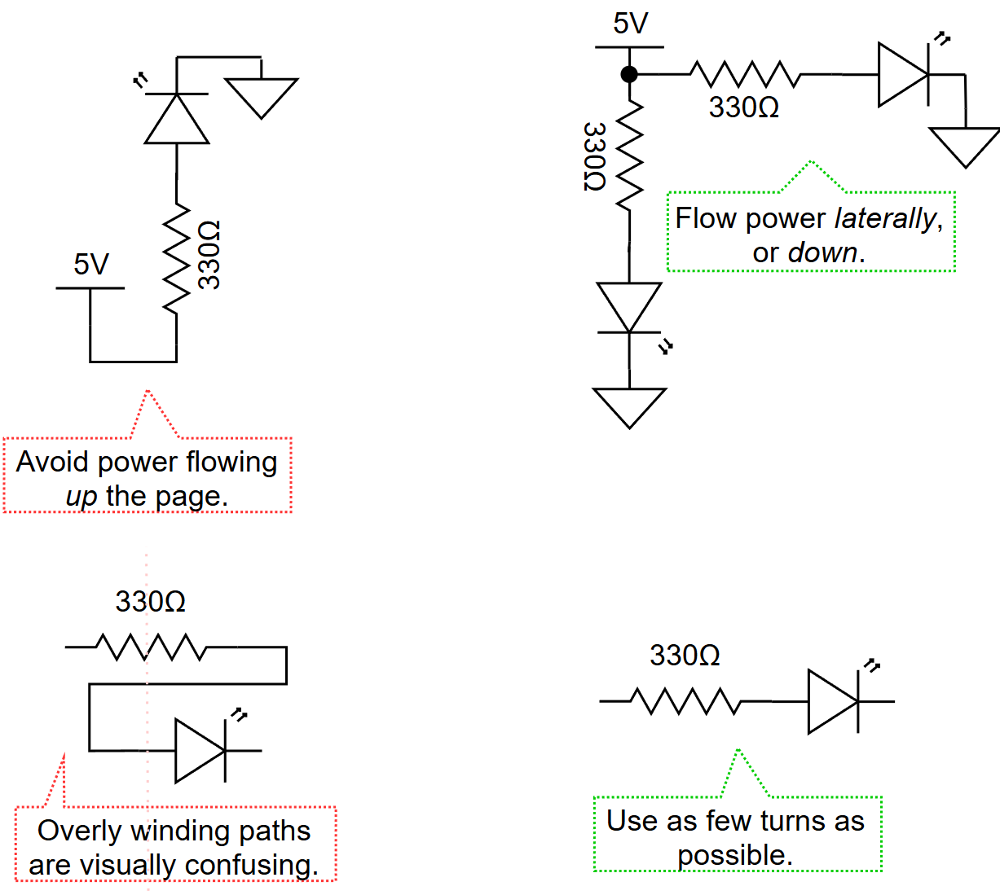 5V
330Ω
Avoid power flowing
up the page.
5V
330Ω
330Ω
Flow power laterally,
or down.
330Ω
Overly winding paths
are visually confusing.
330Ω
Use as few turns as
possible.